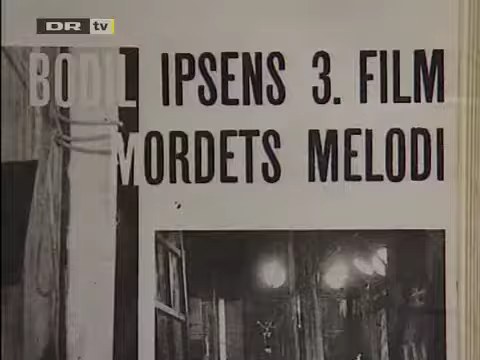 DR tv
BODIL IPSENS 3. FILM
MORDETS MELODI